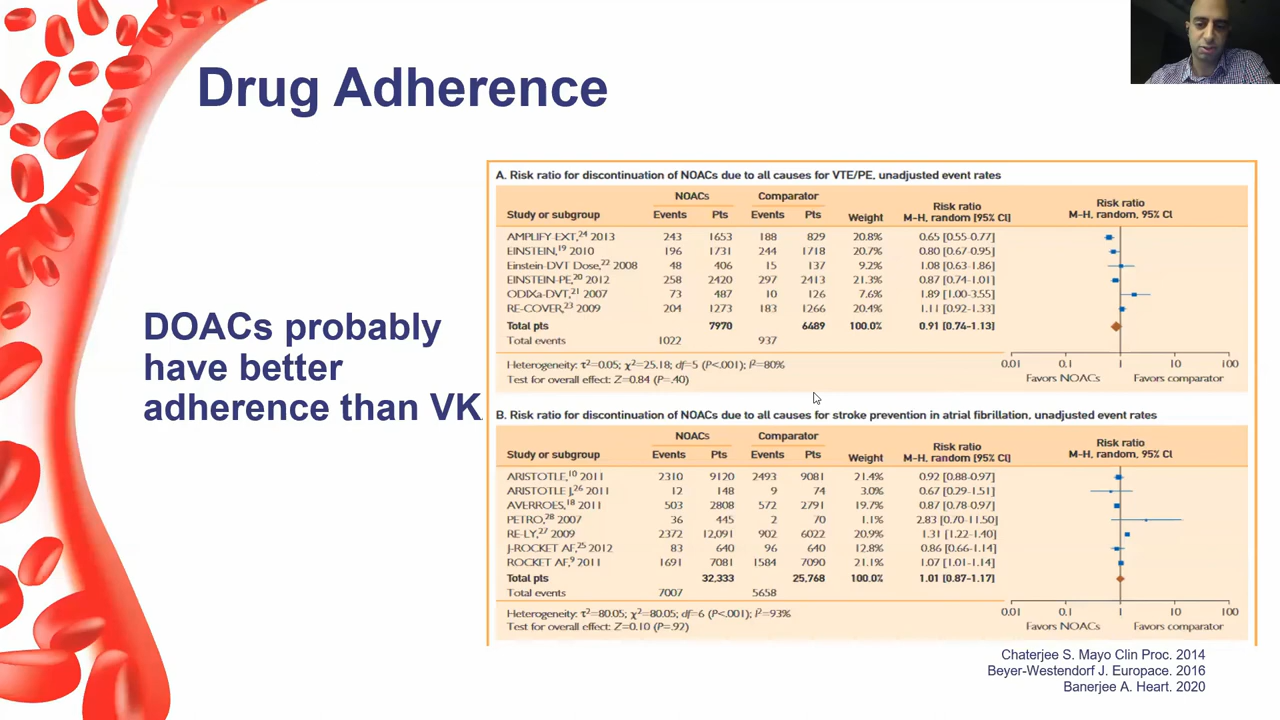 Drug Adherence
DOACs probably
have better
adherence than VK
A. Risk ratio for discontinuation of NOACs due to all causes for VTE/PE, unadjusted event rates
NOACs Comparator Risk ratio Risk ratio
Study or subgroup Events Pts Events Pts Weight M-H, random [95% CI] M-H, random, 95% CI
AMPLIFY-EXT,24 2013 243 1653 188 829 20.8% 0.65 [0.55-0.77]
EINSTEIN,19 2010 196 1731 244 1718 20.7% 0.80 [0.67-0.95]
Einstein-DVT Dose,22 2008 48 406 15 137 9.2% 1.08 [0.63-1.86]
EINSTEIN-PE,20 2012 258 2420 297 2413 21.3% 0.87 [0.74-1.01]
ODIXa-DVT,21 2007 73 487 10 126 7.6% 1.89 [1.00-3.55]
RE-COVER,23 2009 204 1273 183 1266 20.4% 1.11 [0.92-1.33]
Total pts 7970 6489 100.0% 0.91 [0.74-1.13]
Total events 1022 937
Heterogeneity: τ²=0.05; χ²=25.18; df=5 (P<.001); I²=80%
Test for overall effect: Z=0.84 (P=.40)
0.01 0.1 1 10 100
Favors NOACs Favors comparator
B. Risk ratio for discontinuation of NOACs due to all causes for stroke prevention in atrial fibrillation, unadjusted event rates
NOACs Comparator Risk ratio Risk ratio
Study or subgroup Events Pts Events Pts Weight M-H, random [95% CI] M-H, random, 95% CI
ARISTOTLE,10 2011 2310 9120 2493 9081 21.4% 0.92 [0.88-0.97]
ARISTOTLE J,26 2011 12 148 9 74 3.0% 0.67 [0.29-1.51]
AVERROES,18 2011 503 2808 572 2791 19.7% 0.87 [0.78-0.97]
PETRO,28 2007 36 445 2 70 1.1% 2.83 [0.70-11.50]
RE-LY,27 2009 2372 12,091 902 6022 20.9% 1.31 [1.22-1.40]
J-ROCKET AF,25 2012 83 640 96 640 12.8% 0.86 [0.66-1.14]
ROCKET AF,9 2011 1691 7081 1584 7090 21.1% 1.07 [1.01-1.14]
Total pts 32,333 25,768 100.0% 1.01 [0.87-1.17]
Total events 7007 5658
Heterogeneity: τ²=80.05; χ²=80.05; df=6 (P<.001); I²=93%
Test for overall effect: Z=0.10 (P=.92)
0.01 0.1 1 10 100
Favors NOACs Favors comparator
Chaterjee S. Mayo Clin Proc. 2014
Beyer-Westendorf J. Europace. 2016
Banerjee A. Heart. 2020